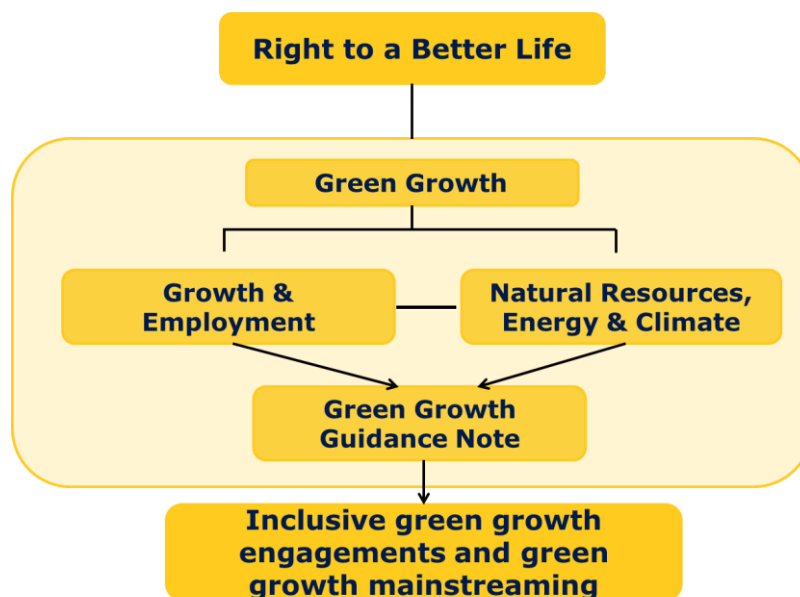 Right to a Better Life
Green Growth
Growth &
Employment
Natural Resources,
Energy & Climate
Green Growth
Guidance Note
Inclusive green growth
engagements and green
growth mainstreaming